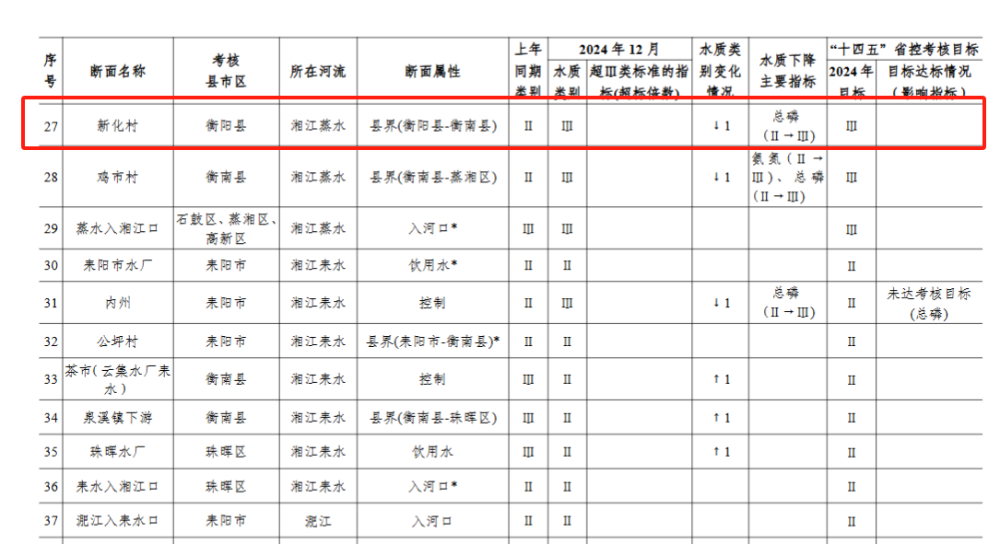 序号 断面名称 考核县市区 所在河流 断面属性 上年同期类别 2024 年 12 月 水质类别变化情况 水质下降主要指标 “十四五”省控考核目标
水质类别 超Ⅲ类标准的指标(超标倍数) 2024 年目标 目标达标情况（影响指标）
27 新化村 衡阳县 湘江蒸水 县界(衡阳县-衡南县) Ⅱ Ⅲ ↓1 总磷（Ⅱ→Ⅲ） Ⅲ
28 鸡市村 衡南县 湘江蒸水 县界(衡南县-蒸湘区) Ⅱ Ⅲ ↓1 氨氮（Ⅱ→Ⅲ)、总磷（Ⅱ→Ⅲ） Ⅲ
29 蒸水入湘江口 石鼓区、蒸湘区、高新区 湘江蒸水 入河口* Ⅲ Ⅲ Ⅲ
30 耒阳市水厂 耒阳市 湘江耒水 饮用水* Ⅱ Ⅱ Ⅱ
31 内州 耒阳市 湘江耒水 控制 Ⅱ Ⅲ ↓1 总磷（Ⅱ→Ⅲ） Ⅱ 未达考核目标(总磷)
32 公坪村 耒阳市 湘江耒水 县界(耒阳市-衡南县)* Ⅱ Ⅱ Ⅱ
33 茶市（云集水厂耒水） 衡南县 湘江耒水 控制 Ⅲ Ⅱ ↑1 Ⅱ
34 泉溪镇下游 衡南县 湘江耒水 县界(衡南县-珠晖区) Ⅲ Ⅱ ↑1 Ⅱ
35 珠晖水厂 珠晖区 湘江耒水 饮用水 Ⅲ Ⅱ ↑1 Ⅱ
36 耒水入湘江口 珠晖区 湘江耒水 入河口* Ⅱ Ⅱ Ⅱ
37 淝江入耒水口 耒阳市 淝江 入河口 Ⅱ Ⅱ Ⅱ